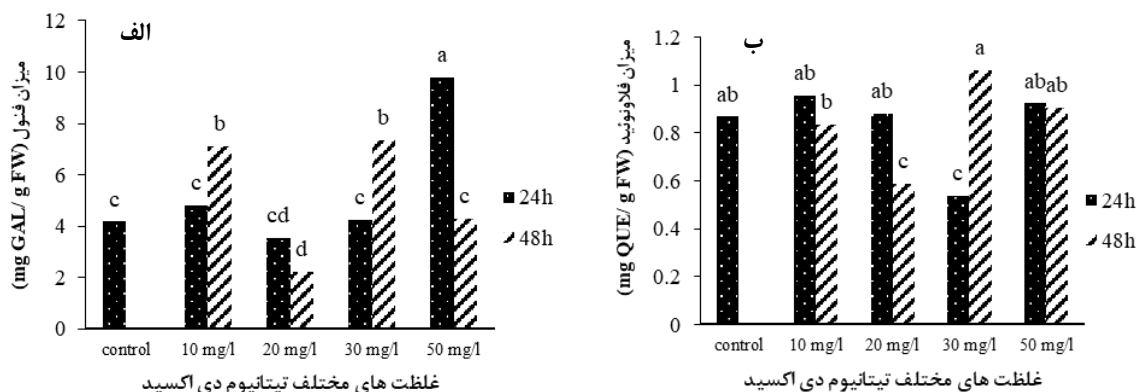 الف
میزان فنول (mg GAL/ g FW)
12
10
8
6
4
2
0
c
c
b
cd
d
c
b
a
c
24h
48h
control
10 mg/l
20 mg/l
30 mg/l
50 mg/l
غلظت های مختلف تیتانیوم دی اکسید
ب
میزان فلاونوئید (mg QUE/ g FW)
1.2
1
0.8
0.6
0.4
0.2
0
ab
ab
b
ab
c
c
a
ab
ab
24h
48h
control
10 mg/l
20 mg/l
30 mg/l
50 mg/l
غلظت های مختلف تیتانیوم دی اکسید